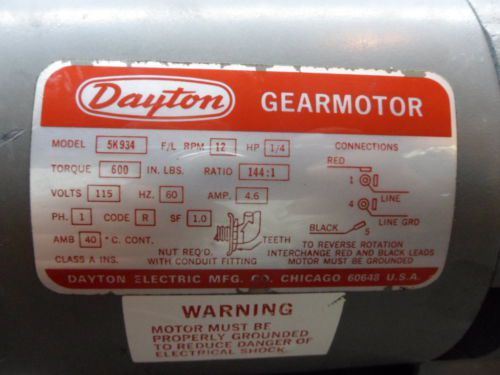 Dayton GEARMOTOR
MODEL 5K934 F/L RPM 12 HP 1/4
TORQUE 600 IN. LBS. RATIO 144:1
VOLTS 115 HZ. 60 AMP. 4.6
PH. 1 CODE R SF 1.0
AMB 40 °C. CONT.
CLASS A INS.
NUT REQ'D.
WITH CONDUIT FITTING
TEETH
CONNECTIONS
RED
1
4 LINE
LINE GRD
BLACK 5
TO REVERSE ROTATION
INTERCHANGE RED AND BLACK LEADS
MOTOR MUST BE GROUNDED
DAYTON ELECTRIC MFG. CO. CHICAGO 60648 U.S.A.
WARNING
MOTOR MUST BE
PROPERLY GROUNDED
TO REDUCE DANGER OF
ELECTRICAL SHOCK.